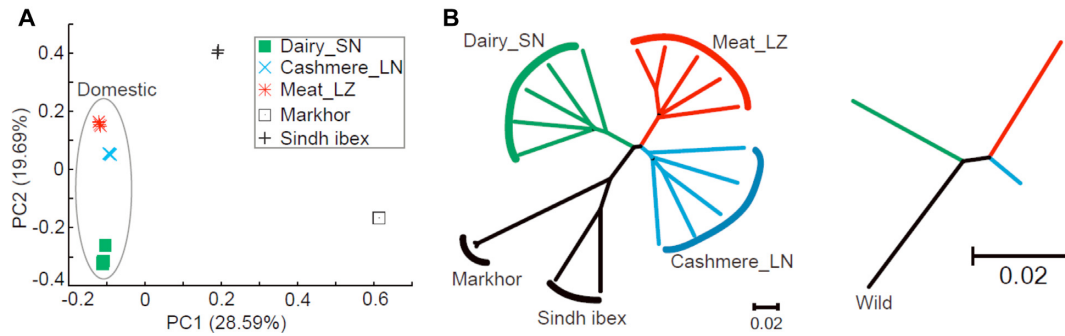 A
0.4
0.2
0
-0.2
-0.4
PC2 (19.69%)
-0.2
0
0.2
0.4
0.6
PC1 (28.59%)
Domestic
Dairy_SN
Cashmere_LN
Meat_LZ
Markhor
Sindh ibex
B
Dairy_SN
Meat_LZ
Cashmere_LN
Markhor
Sindh ibex
0.02
Wild
0.02